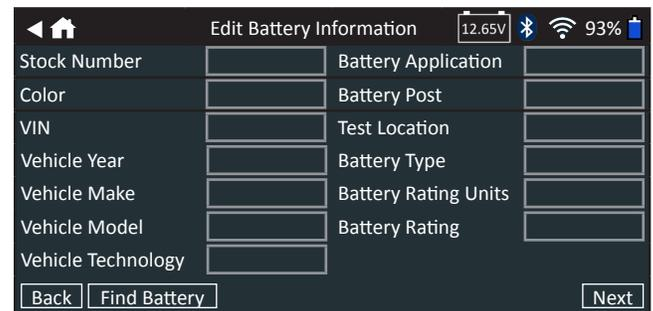 Edit Battery Information 12.65V 93%
Stock Number Battery Application
Color Battery Post
VIN Test Location
Vehicle Year Battery Type
Vehicle Make Battery Rating Units
Vehicle Model Battery Rating
Vehicle Technology
Back Find Battery Next